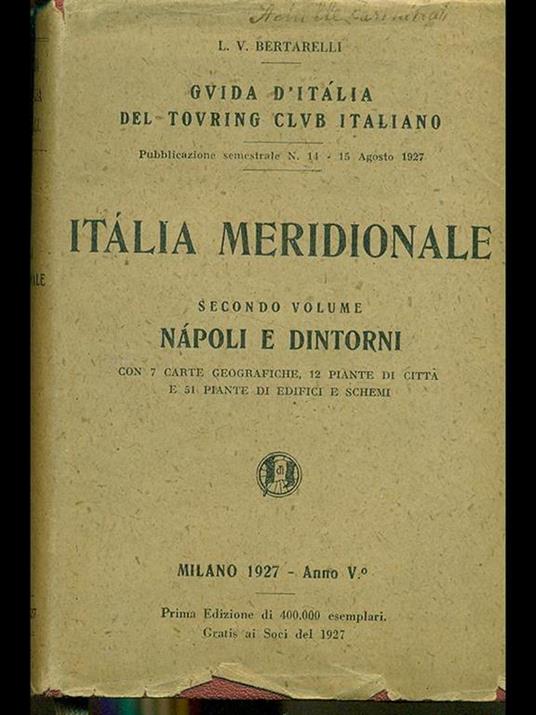 L. V. BERTARELLI
GVIDA D'ITÁLIA
DEL TOVRING CLVB ITALIANO
Pubblicazione semestrale N. 14 - 15 Agosto 1927
ITÁLIA MERIDIONALE
SECONDO VOLUME
NÁPOLI E DINTORNI
CON 7 CARTE GEOGRAFICHE, 12 PIANTE DI CITTÀ
E 51 PIANTE DI EDIFICI E SCHEMI
MILANO 1927 - Anno V.º
Prima Edizione di 400.000 esemplari.
Gratis ai Soci del 1927